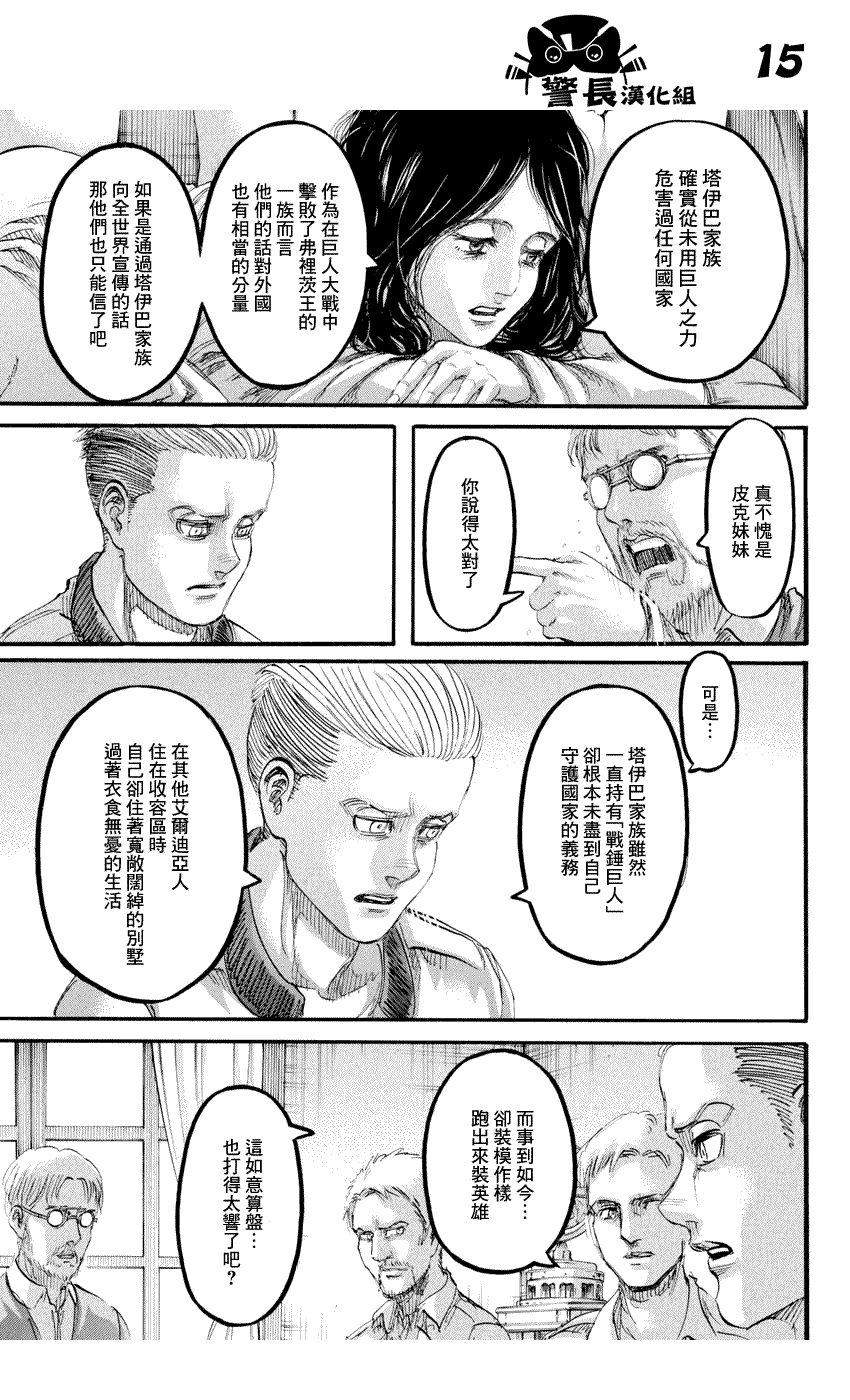 警長漢化組
15
塔伊巴家族
確實從未用巨人之力
危害過任何國家
作為在巨人大戰中
擊敗了弗裡茨王的
一族而言
他們的話對外國
也有相當的分量
如果是通過塔伊巴家族
向全世界宣傳的話
那他們也只能信了吧
真不愧是
皮克妹妹
你說得太對了
可是…
塔伊巴家族雖然
一直持有「戰錘巨人」
卻根本未盡到自己
守護國家的義務
在其他艾爾迪亞人
住在收容區時
自己卻住著寬敞闊綽的別墅
過著衣食無憂的生活
而事到如今…
卻裝模作樣
跑出來裝英雄
這如意算盤…
也打得太響了吧？